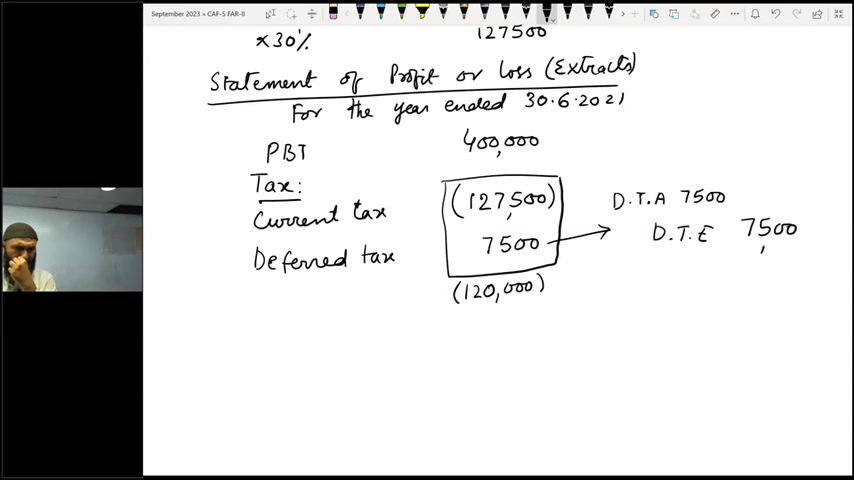 September 2023 » CAF-5 FAR-II
×30% 127500
Statement of Profit or Loss (Extracts)
For the year ended 30.6.2021
PBT 400,000
Tax:
Current tax (127,500) D.T.A 7500
Deferred tax 7500 D.T.E 7500
(120,000)